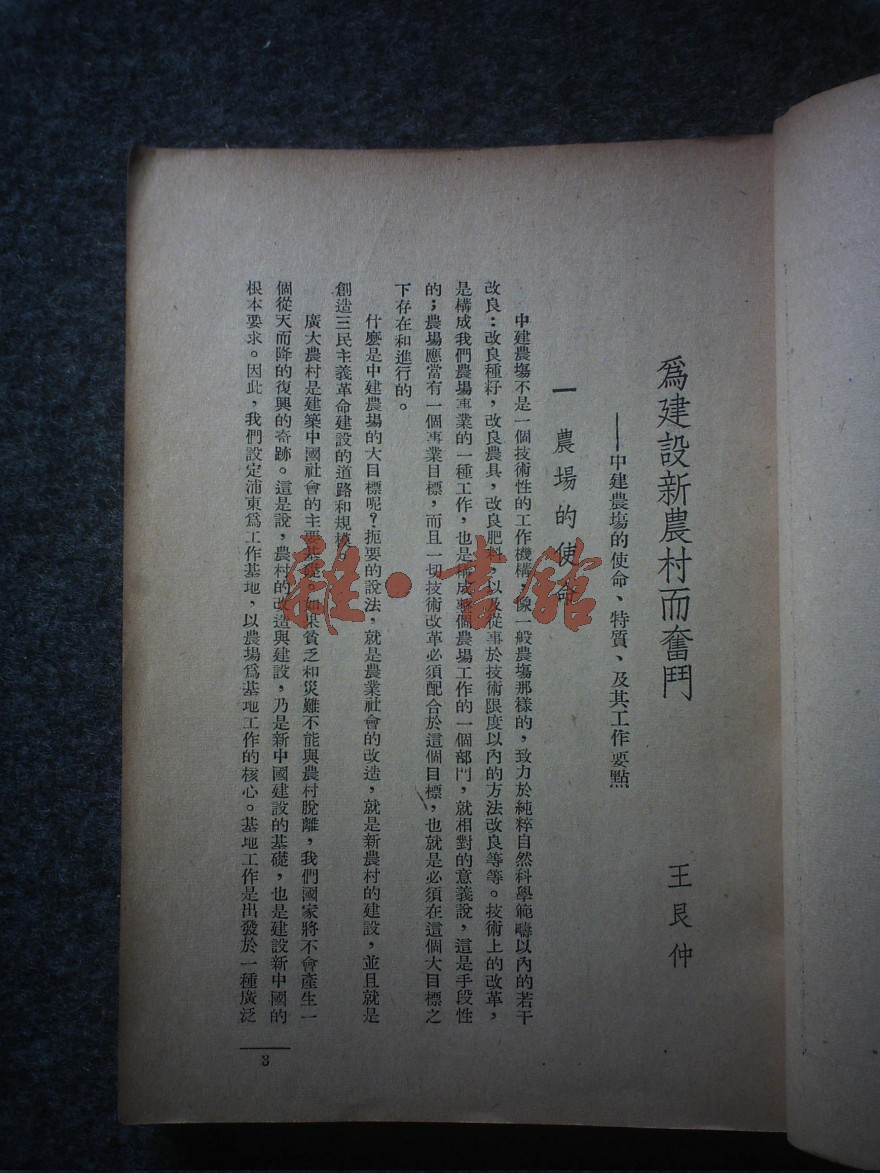 爲建設新農村而奮鬥
——中建農塲的使命、特質、及其工作要點
王艮仲
一 農塲的使命
中建農塲不是一個技術性的工作機構，像一般農塲那樣的，致力於純粹自然科學範疇以內的若干
改良：改良種籽，改良農具，改良肥料，以及從事於技術限度以內的方法改良等等。技術上的改革，
是構成我們農場事業的一種工作，也是構成整個農場工作的一個部門，就相對的意義說，這是手段性
的；農場應當有一個事業目標，而且一切技術改革必須配合於這個目標，也就是必須在這個大目標之
下存在和進行的。
什麼是中建農場的大目標呢？扼要的說法，就是農業社會的改造，就是新農村的建設，並且就是
創造三民主義革命建設的道路和規模。
廣大農村是建築中國社會的主要基礎。如果貧乏和災難不能與農村脫離，我們國家將不會產生一
個從天而降的復興的奇跡。這是說，農村的改造與建設，乃是新中國建設的基礎，也是建設新中國的
根本要求。因此，我們設定浦東爲工作基地，以農場爲基地工作的核心。基地工作是出發於一種廣泛
3
雜·書館